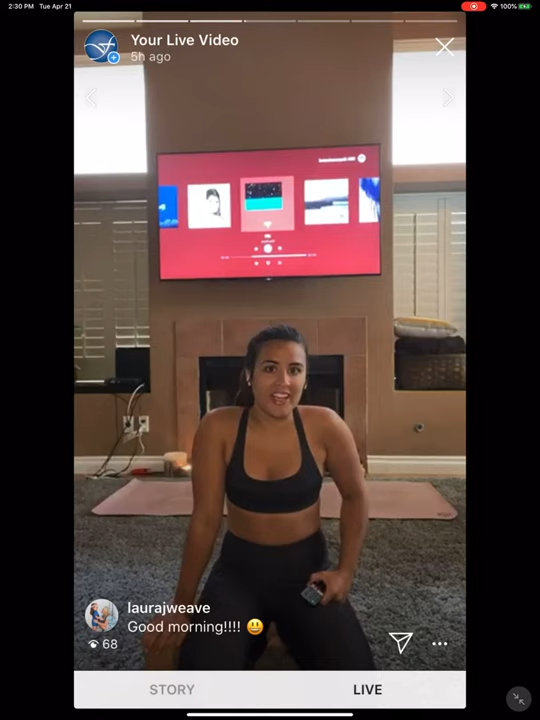 2:30 PM Tue Apr 21
100%
Your Live Video
5h ago
laurajweave
Good morning!!!! 😃
68
STORY
LIVE